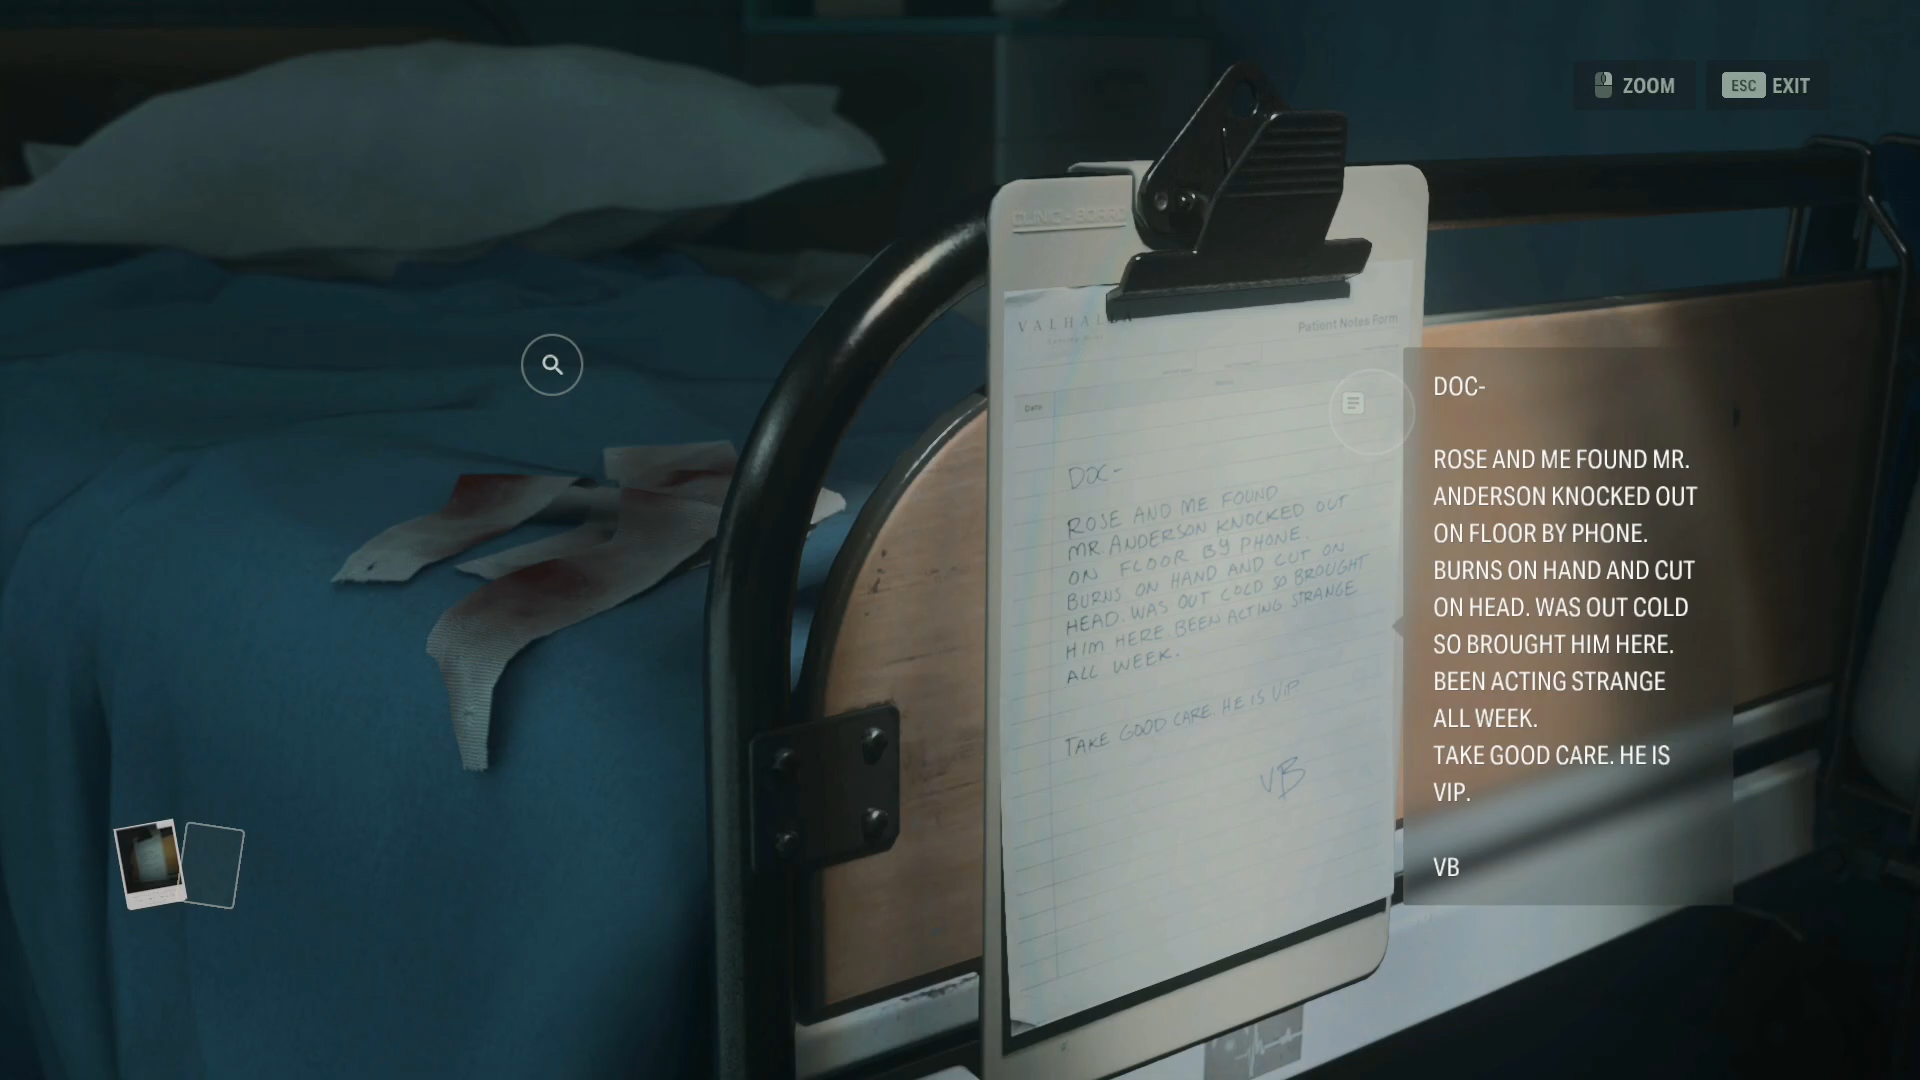 ZOOM
ESC EXIT
CLINIC-BOARD
VALHALLA
Patient Notes Form
Date
DOC-
ROSE AND ME FOUND
MR. ANDERSON KNOCKED OUT
ON FLOOR BY PHONE.
BURNS ON HAND AND CUT ON
HEAD. WAS OUT COLD SO BROUGHT
HIM HERE. BEEN ACTING STRANGE
ALL WEEK.
TAKE GOOD CARE HE IS VIP
VB
DOC-
ROSE AND ME FOUND MR.
ANDERSON KNOCKED OUT
ON FLOOR BY PHONE.
BURNS ON HAND AND CUT
ON HEAD. WAS OUT COLD
SO BROUGHT HIM HERE.
BEEN ACTING STRANGE
ALL WEEK.
TAKE GOOD CARE. HE IS
VIP.
VB